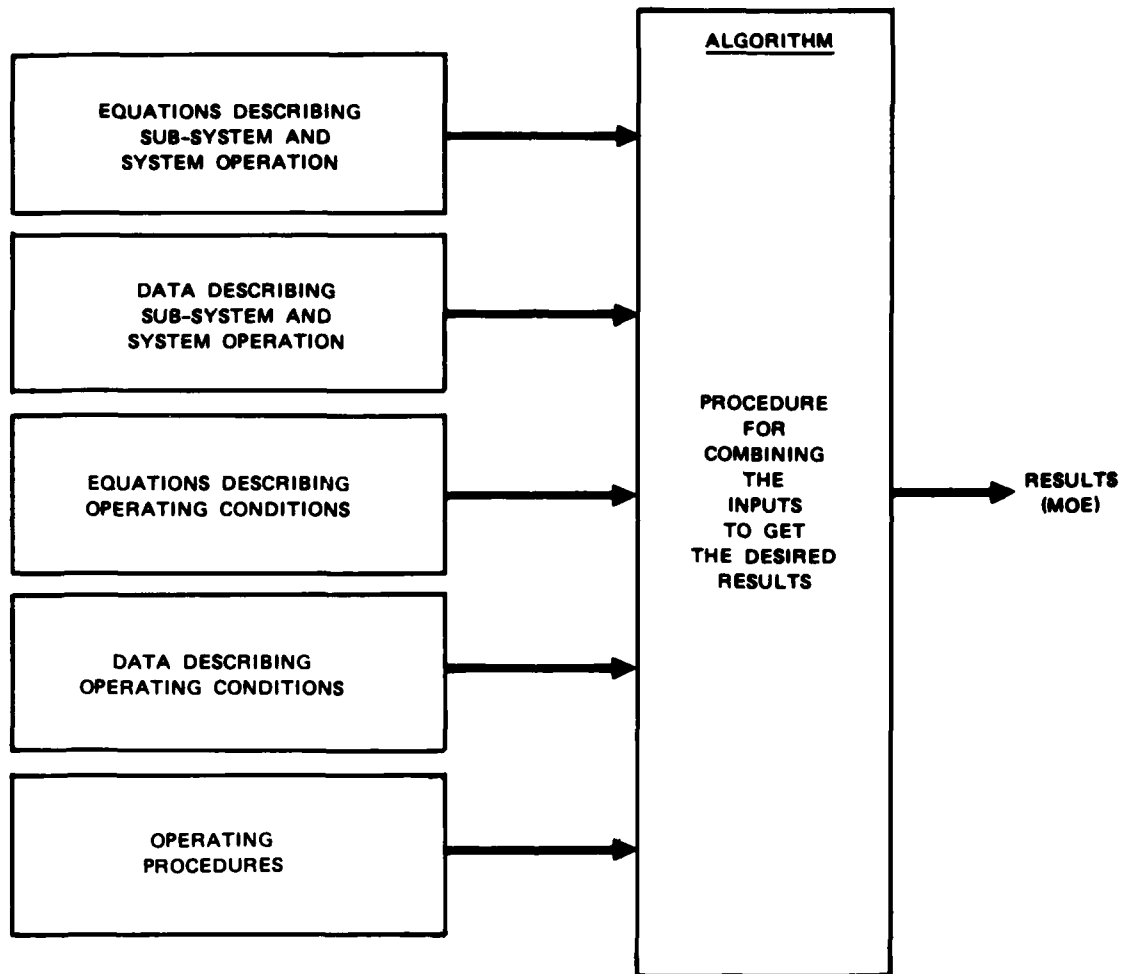 EQUATIONS DESCRIBING
SUB-SYSTEM AND
SYSTEM OPERATION
DATA DESCRIBING
SUB-SYSTEM AND
SYSTEM OPERATION
EQUATIONS DESCRIBING
OPERATING CONDITIONS
DATA DESCRIBING
OPERATING CONDITIONS
OPERATING
PROCEDURES
ALGORITHM
PROCEDURE
FOR
COMBINING
THE
INPUTS
TO GET
THE DESIRED
RESULTS
RESULTS
(MOE)